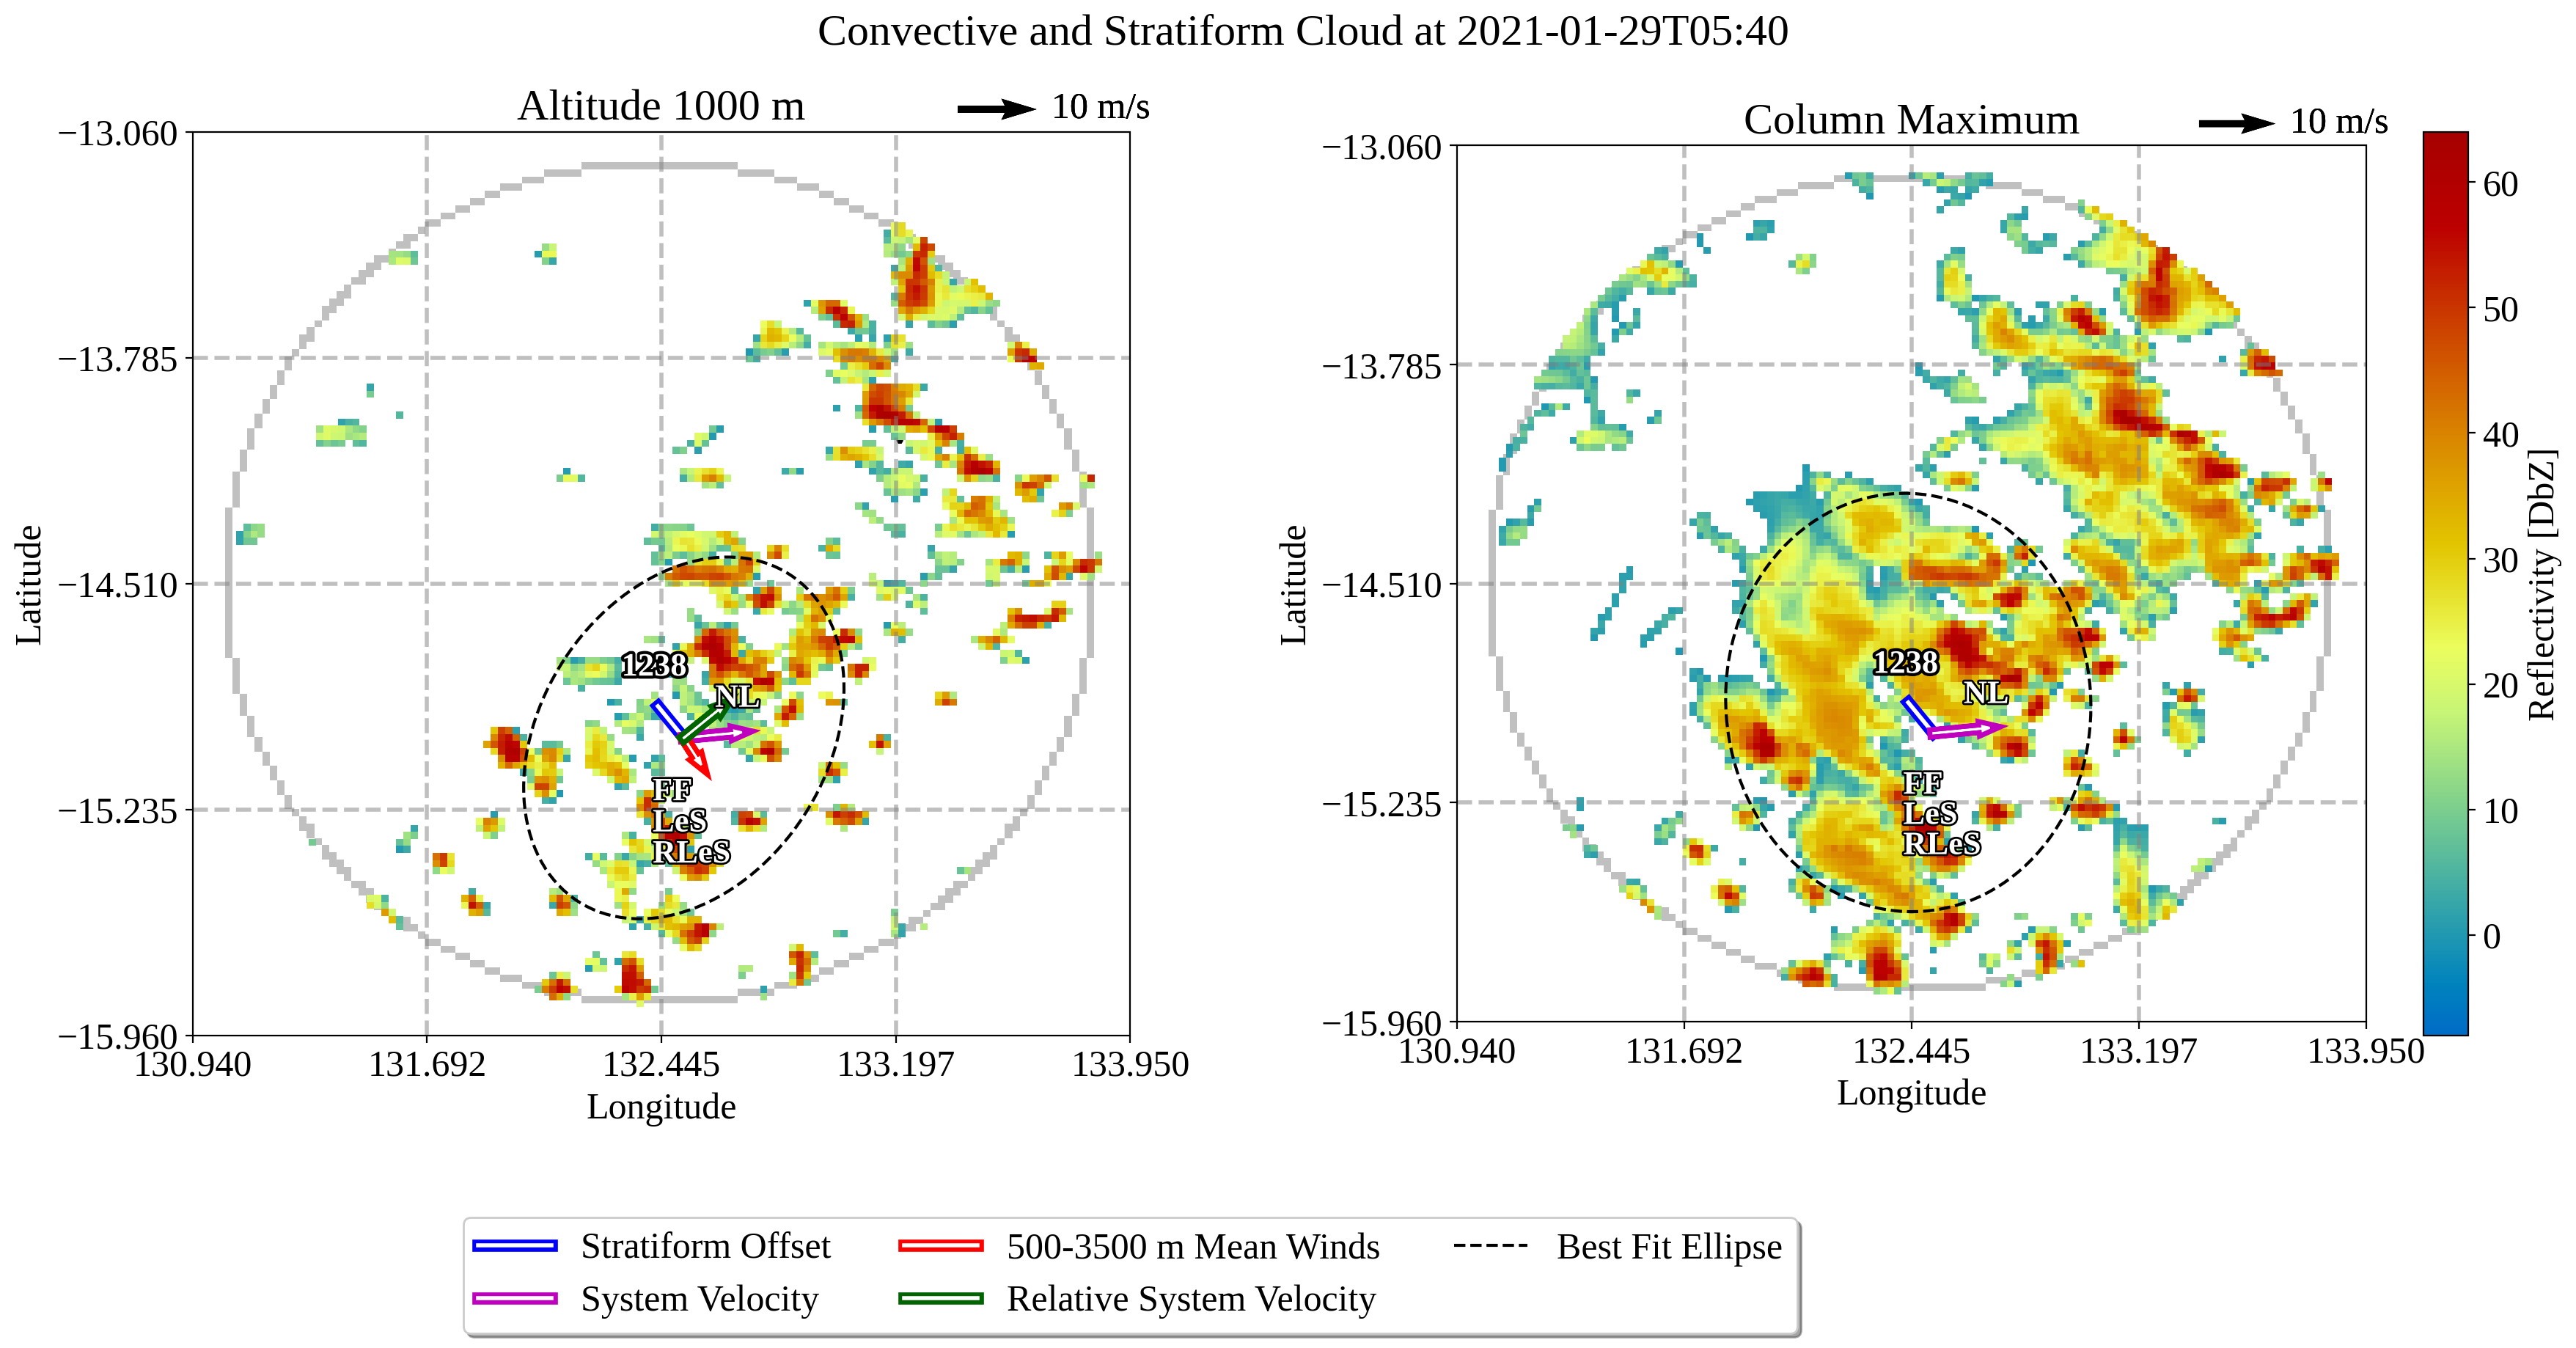 Convective and Stratiform Cloud at 2021-01-29T05:40
Altitude 1000 m
10 m/s
−13.060
−13.785
−14.510
−15.235
−15.960
Latitude
130.940
131.692
132.445
133.197
133.950
Longitude
1238
NL
FF
LeS
RLeS
Column Maximum
10 m/s
−13.060
−13.785
−14.510
−15.235
−15.960
Latitude
130.940
131.692
132.445
133.197
133.950
Longitude
1238
NL
FF
LeS
RLeS
60
50
40
30
20
10
0
Reflectivity [DbZ]
Stratiform Offset
System Velocity
500-3500 m Mean Winds
Relative System Velocity
Best Fit Ellipse